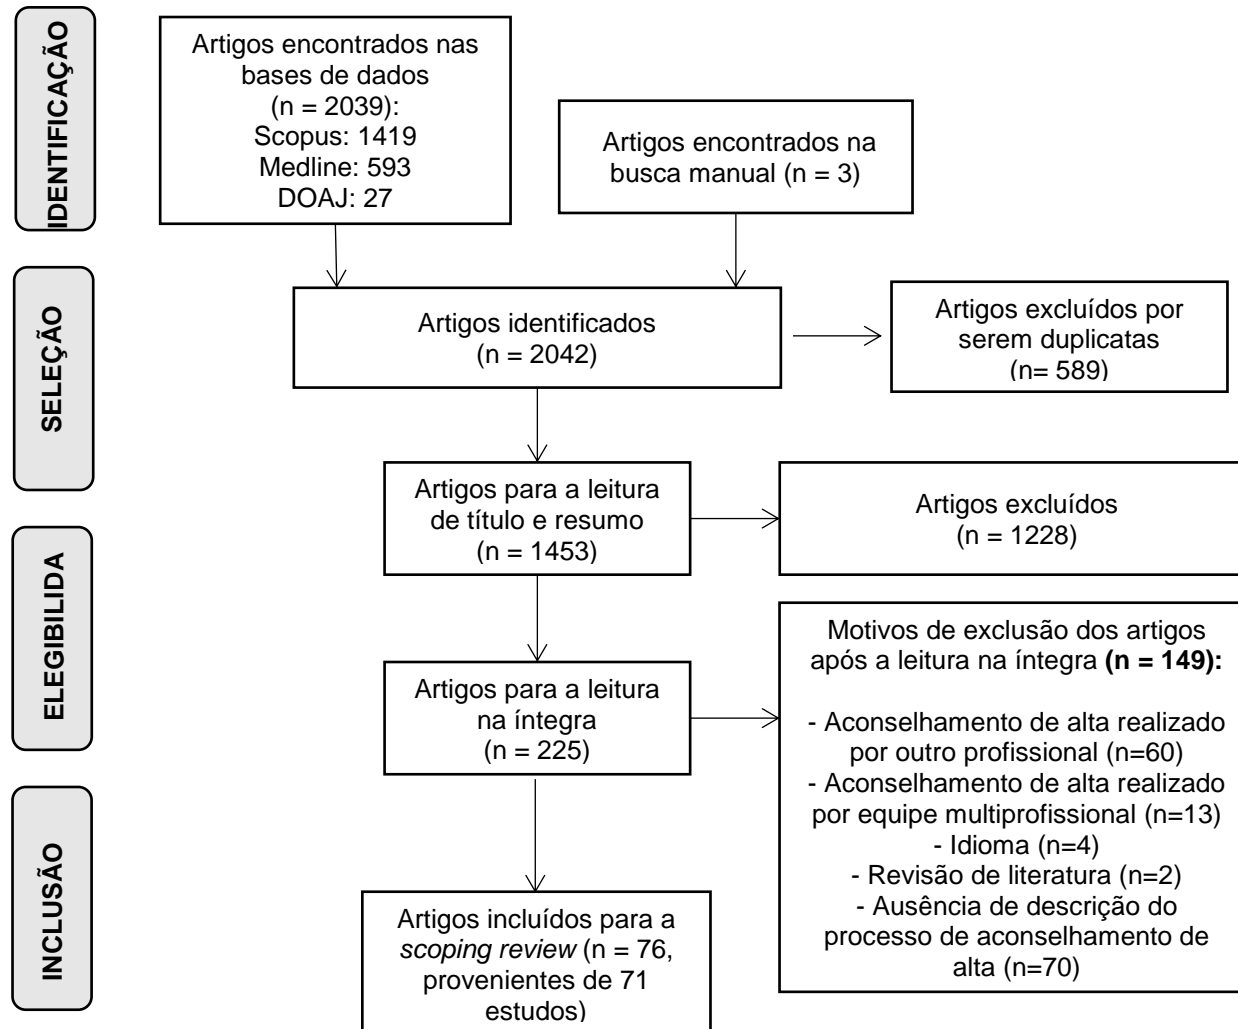 IDENTIFICAÇÃO
Artigos encontrados nas
bases de dados
(n = 2039):
Scopus: 1419
Medline: 593
DOAJ: 27
Artigos encontrados na
busca manual (n = 3)
SELEÇÃO
Artigos identificados
(n = 2042)
Artigos excluídos por
serem duplicatas
(n= 589)
Artigos para a leitura
de título e resumo
(n = 1453)
Artigos excluídos
(n = 1228)
ELEGIBILIDA
Artigos para a leitura
na íntegra
(n = 225)
Motivos de exclusão dos artigos
após a leitura na íntegra (n = 149):
- Aconselhamento de alta realizado
por outro profissional (n=60)
- Aconselhamento de alta realizado
por equipe multiprofissional (n=13)
- Idioma (n=4)
- Revisão de literatura (n=2)
- Ausência de descrição do
processo de aconselhamento de
alta (n=70)
INCLUSÃO
Artigos incluídos para a
scoping review (n = 76,
provenientes de 71
estudos)